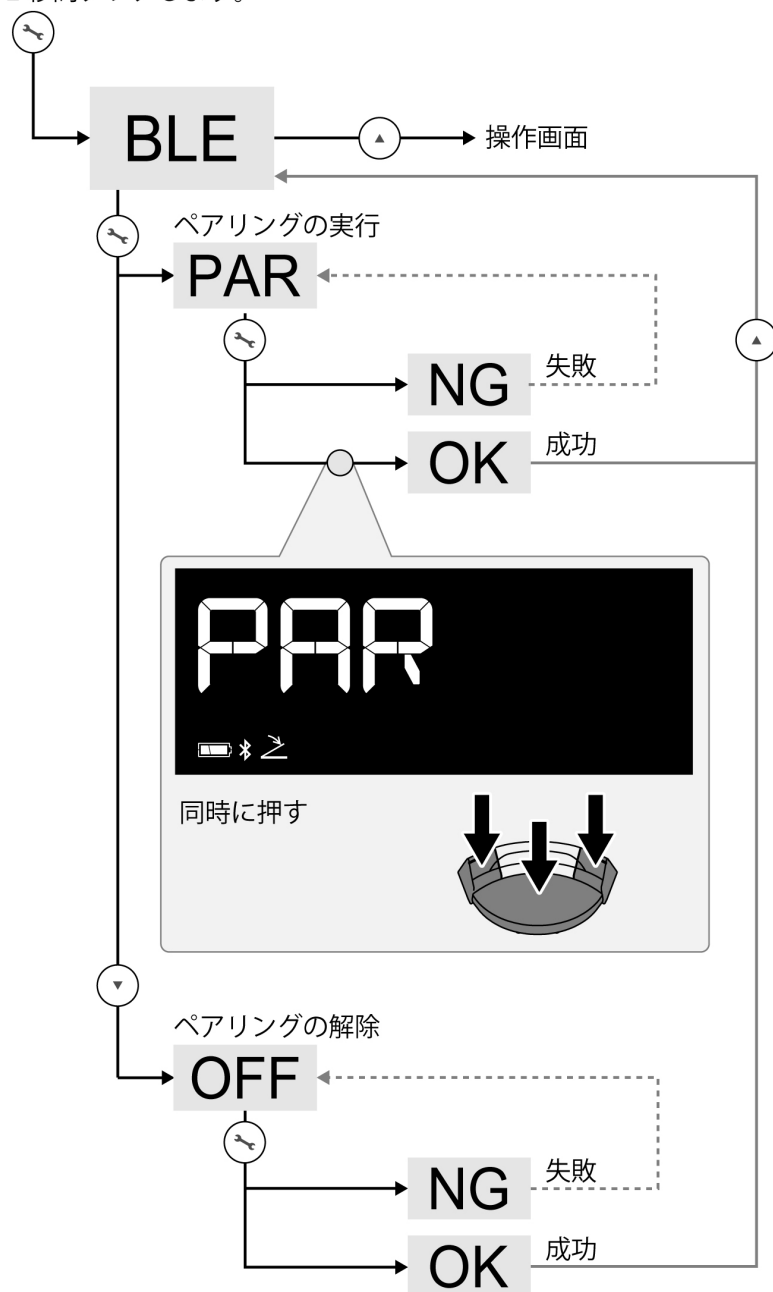 BLE
操作画面
ペアリングの実行
PAR
NG
失敗
OK
成功
PAR
同時に押す
ペアリングの解除
OFF
NG
失敗
OK
成功